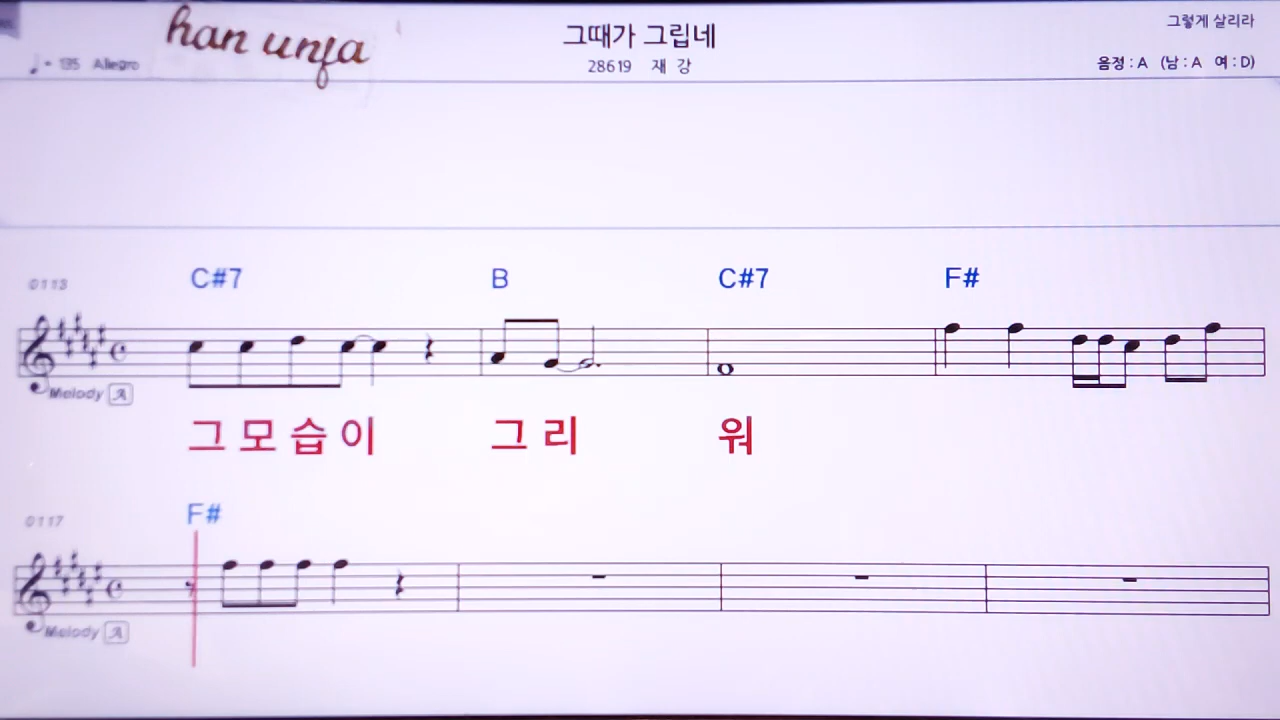 han unja
그때가 그립네
28619 재 강
그렇게 살리라
♩= 135 Allegro
음정 : A (남 : A 여 : D)
0113
C#7 B C#7 F#
Melody A
그 모 습 이 그 리 워
0117
F#
Melody A